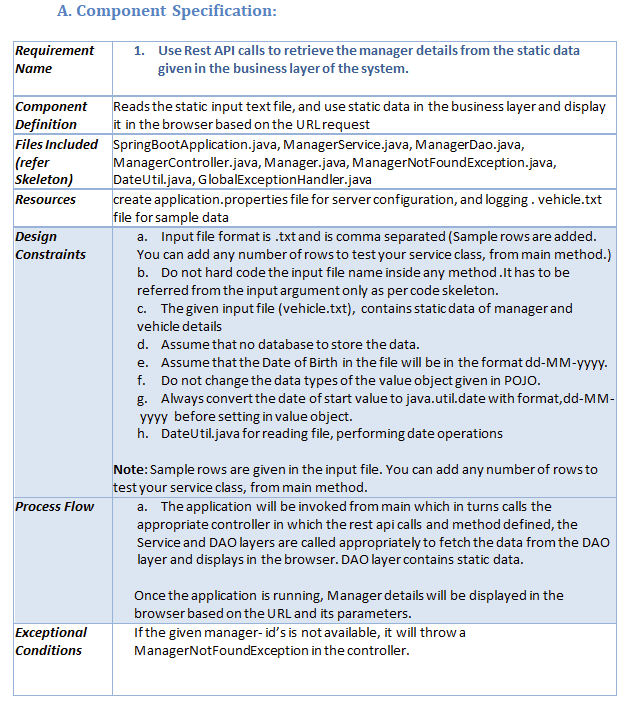 A. Component Specification:
Requirement Name
1. Use Rest API calls to retrieve the manager details from the static data
given in the business layer of the system.
Component Definition
Reads the static input text file, and use static data in the business layer and display
it in the browser based on the URL request
Files Included (refer Skeleton)
SpringBootApplication.java, ManagerService.java, ManagerDao.java,
ManagerController.java, Manager.java, ManagerNotFoundException.java,
DateUtil.java, GlobalExceptionHandler.java
Resources
create application.properties file for server configuration, and logging . vehicle.txt
file for sample data
Design Constraints
a. Input file format is .txt and is comma separated (Sample rows are added.
You can add any number of rows to test your service class, from main method.)
b. Do not hard code the input file name inside any method .It has to be
referred from the input argument only as per code skeleton.
c. The given input file (vehicle.txt), contains static data of manager and
vehicle details
d. Assume that no database to store the data.
e. Assume that the Date of Birth in the file will be in the format dd-MM-yyyy.
f. Do not change the data types of the value object given in POJO.
g. Always convert the date of start value to java.util.date with format,dd-MM-
yyyy before setting in value object.
h. DateUtil.java for reading file, performing date operations
Note: Sample rows are given in the input file. You can add any number of rows to
test your service class, from main method.
Process Flow
a. The application will be invoked from main which in turns calls the
appropriate controller in which the rest api calls and method defined, the
Service and DAO layers are called appropriately to fetch the data from the DAO
layer and displays in the browser. DAO layer contains static data.
Once the application is running, Manager details will be displayed in the
browser based on the URL and its parameters.
Exceptional Conditions
If the given manager- id's is not available, it will throw a
ManagerNotFoundException in the controller.